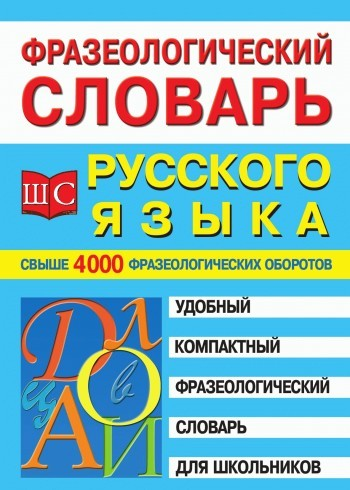 ФРАЗЕОЛОГИЧЕСКИЙ
СЛОВАРЬ
ШС
РУССКОГО
ЯЗЫКА
СВЫШЕ 4000 ФРАЗЕОЛОГИЧЕСКИХ ОБОРОТОВ
УДОБНЫЙ
КОМПАКТНЫЙ
ФРАЗЕОЛОГИЧЕСКИЙ
СЛОВАРЬ
ДЛЯ ШКОЛЬНИКОВ
Д Л
Ц О В
А И